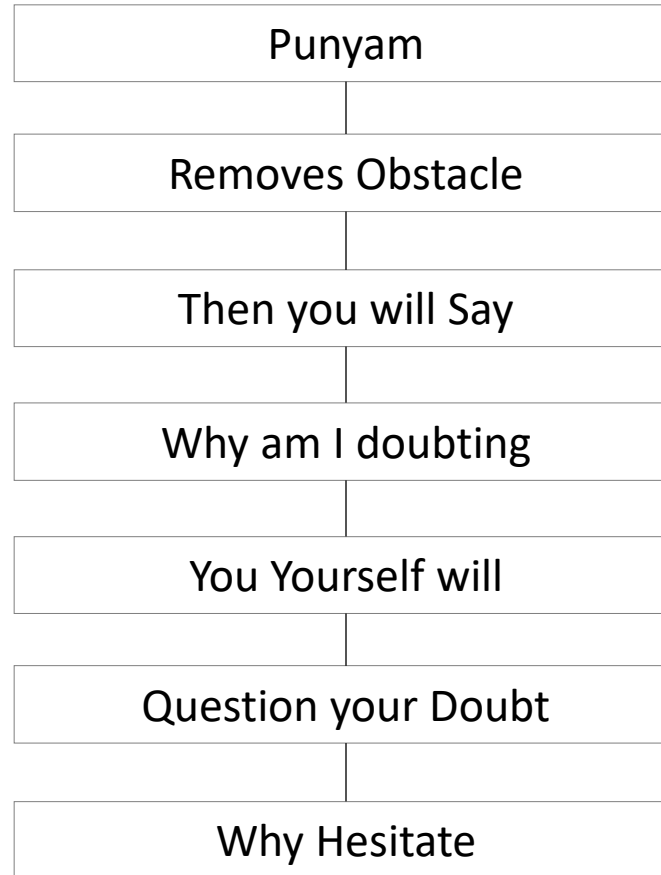 Punyam
Removes Obstacle
Then you will Say
Why am I doubting
You Yourself will
Question your Doubt
Why Hesitate